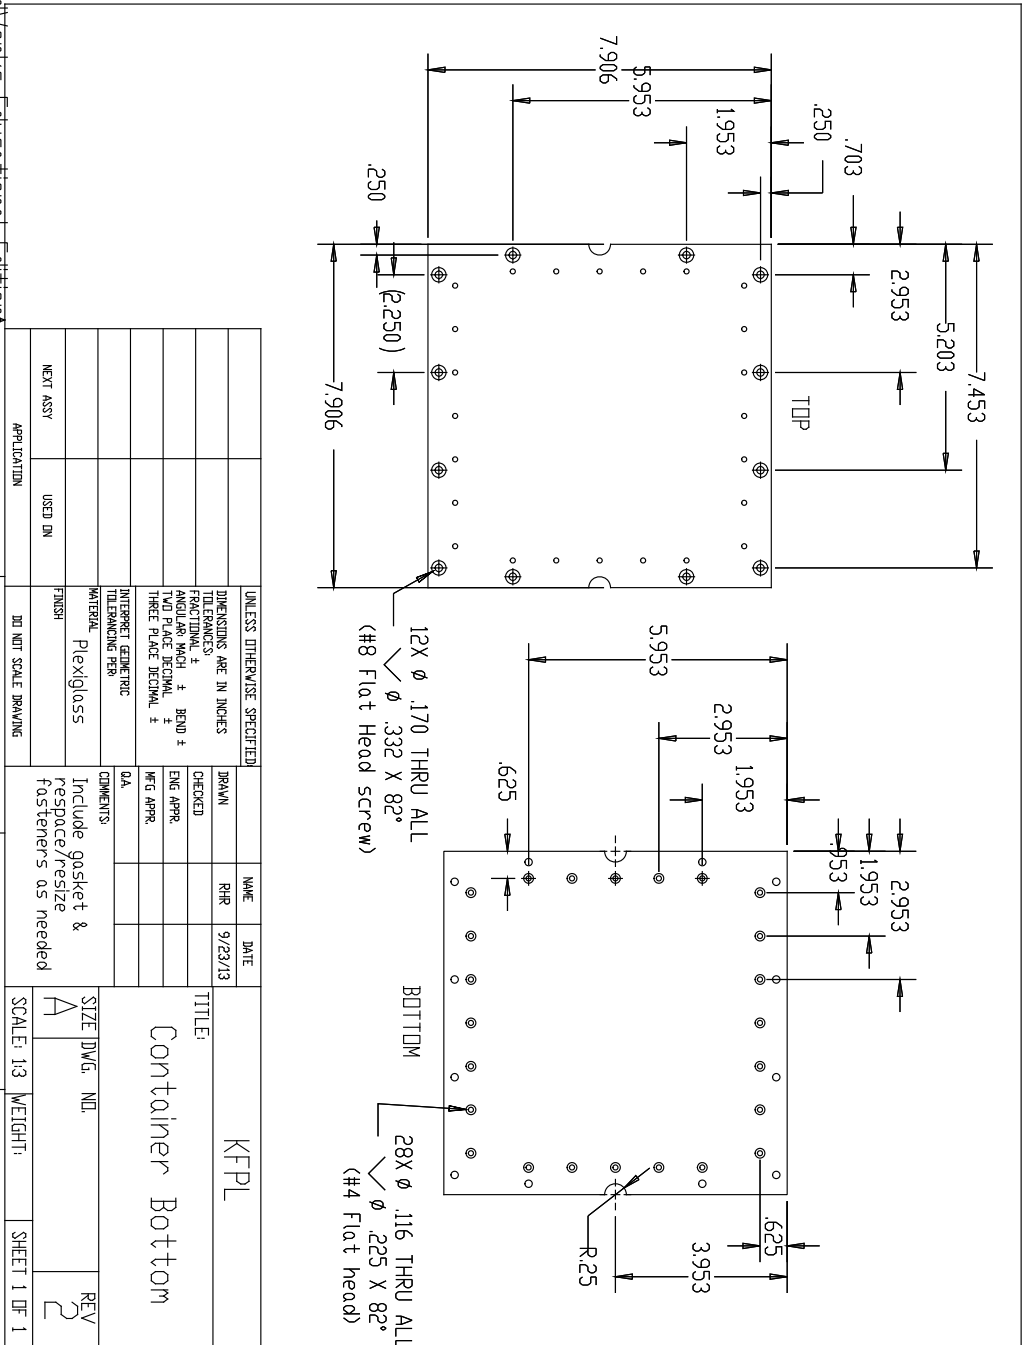 7.453
5.203
2.953
.703
.250
1.953
5.953
7.906
TOP
.250
(2.250)
7.906
12X ⌀ .170 THRU ALL
⌵ ⌀ .332 X 82°
(#8 Flat Head screw)
2.953
1.953
.953
1.953
2.953
5.953
.625
BOTTOM
.625
3.953
R.25
28X ⌀ .116 THRU ALL
⌵ ⌀ .225 X 82°
(#4 Flat head)
NEXT ASSY
USED ON
APPLICATION
UNLESS OTHERWISE SPECIFIED:
DIMENSIONS ARE IN INCHES
TOLERANCES:
FRACTIONAL ±
ANGULAR: MACH ± BEND ±
TWO PLACE DECIMAL ±
THREE PLACE DECIMAL ±
INTERPRET GEOMETRIC
TOLERANCING PER:
MATERIAL
Plexiglass
FINISH
DO NOT SCALE DRAWING
NAME
DATE
DRAWN
RHR
9/23/13
CHECKED
ENG APPR.
MFG APPR.
Q.A.
COMMENTS:
Include gasket &
respace/resize
fasteners as needed
KFPL
TITLE:
Container Bottom
SIZE
A
DWG. NO.
REV
2
SCALE: 1:3
WEIGHT:
SHEET 1 OF 1